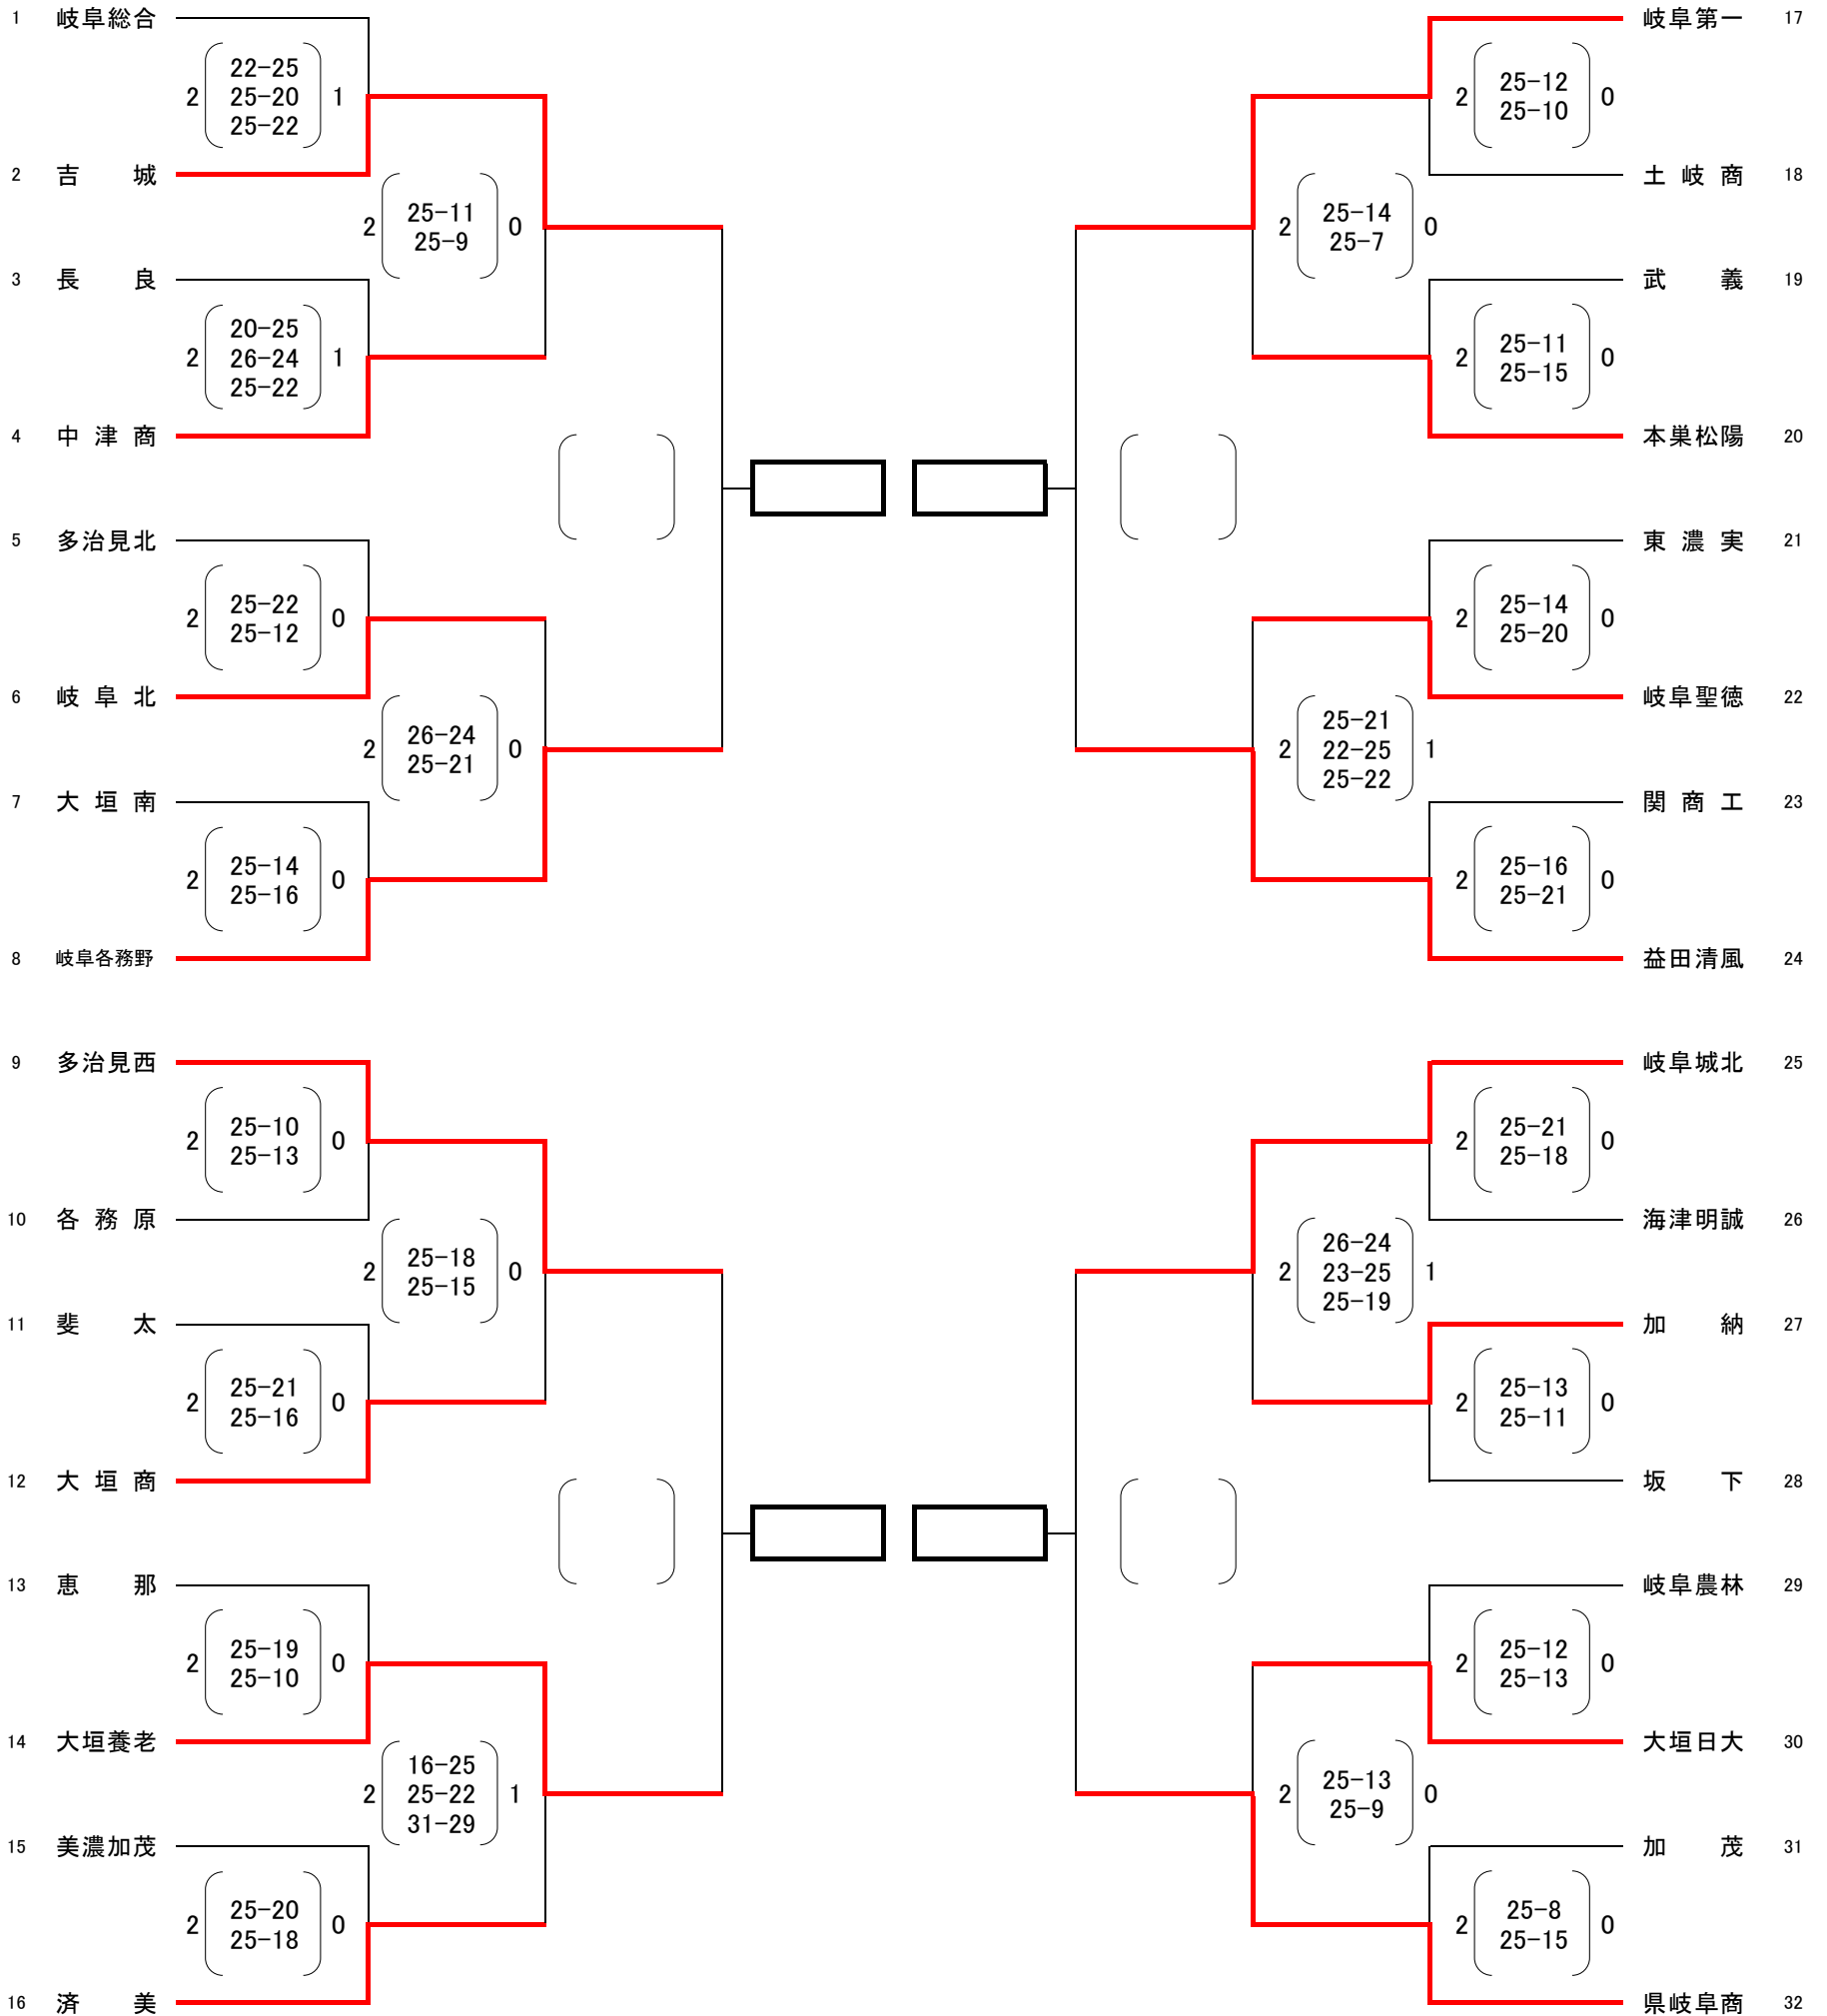 1 岐阜総合
2 22-25 1
25-20
25-22
2 吉 城
2 25-11 0
25-9
3 長 良
2 20-25 1
26-24
25-22
4 中 津 商
5 多治見北
2 25-22 0
25-12
6 岐 阜 北
2 26-24 0
25-21
7 大 垣 南
2 25-14 0
25-16
8 岐阜各務野
9 多治見西
2 25-10 0
25-13
10 各 務 原
2 25-18 0
25-15
11 斐 太
2 25-21 0
25-16
12 大 垣 商
13 恵 那
2 25-19 0
25-10
14 大垣養老
2 16-25 1
25-22
31-29
15 美濃加茂
2 25-20 0
25-18
16 済 美
岐阜第一 17
2 25-12 0
25-10
土 岐 商 18
2 25-14 0
25-7
武 義 19
2 25-11 0
25-15
本巣松陽 20
東 濃 実 21
2 25-14 0
25-20
岐阜聖徳 22
2 25-21 1
22-25
25-22
関 商 工 23
2 25-16 0
25-21
益田清風 24
岐阜城北 25
2 25-21 0
25-18
海津明誠 26
2 26-24 1
23-25
25-19
加 納 27
2 25-13 0
25-11
坂 下 28
岐阜農林 29
2 25-12 0
25-13
大垣日大 30
2 25-13 0
25-9
加 茂 31
2 25-8 0
25-15
県岐阜商 32